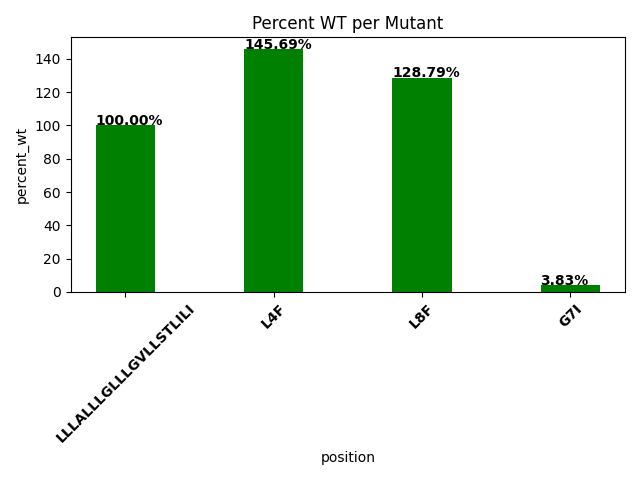 Percent WT per Mutant
percent_wt
140
120
100
80
60
40
20
0
100.00%
145.69%
128.79%
3.83%
LLLALLLGLLLGVLLSTLILI
L4F
L8F
G7I
position